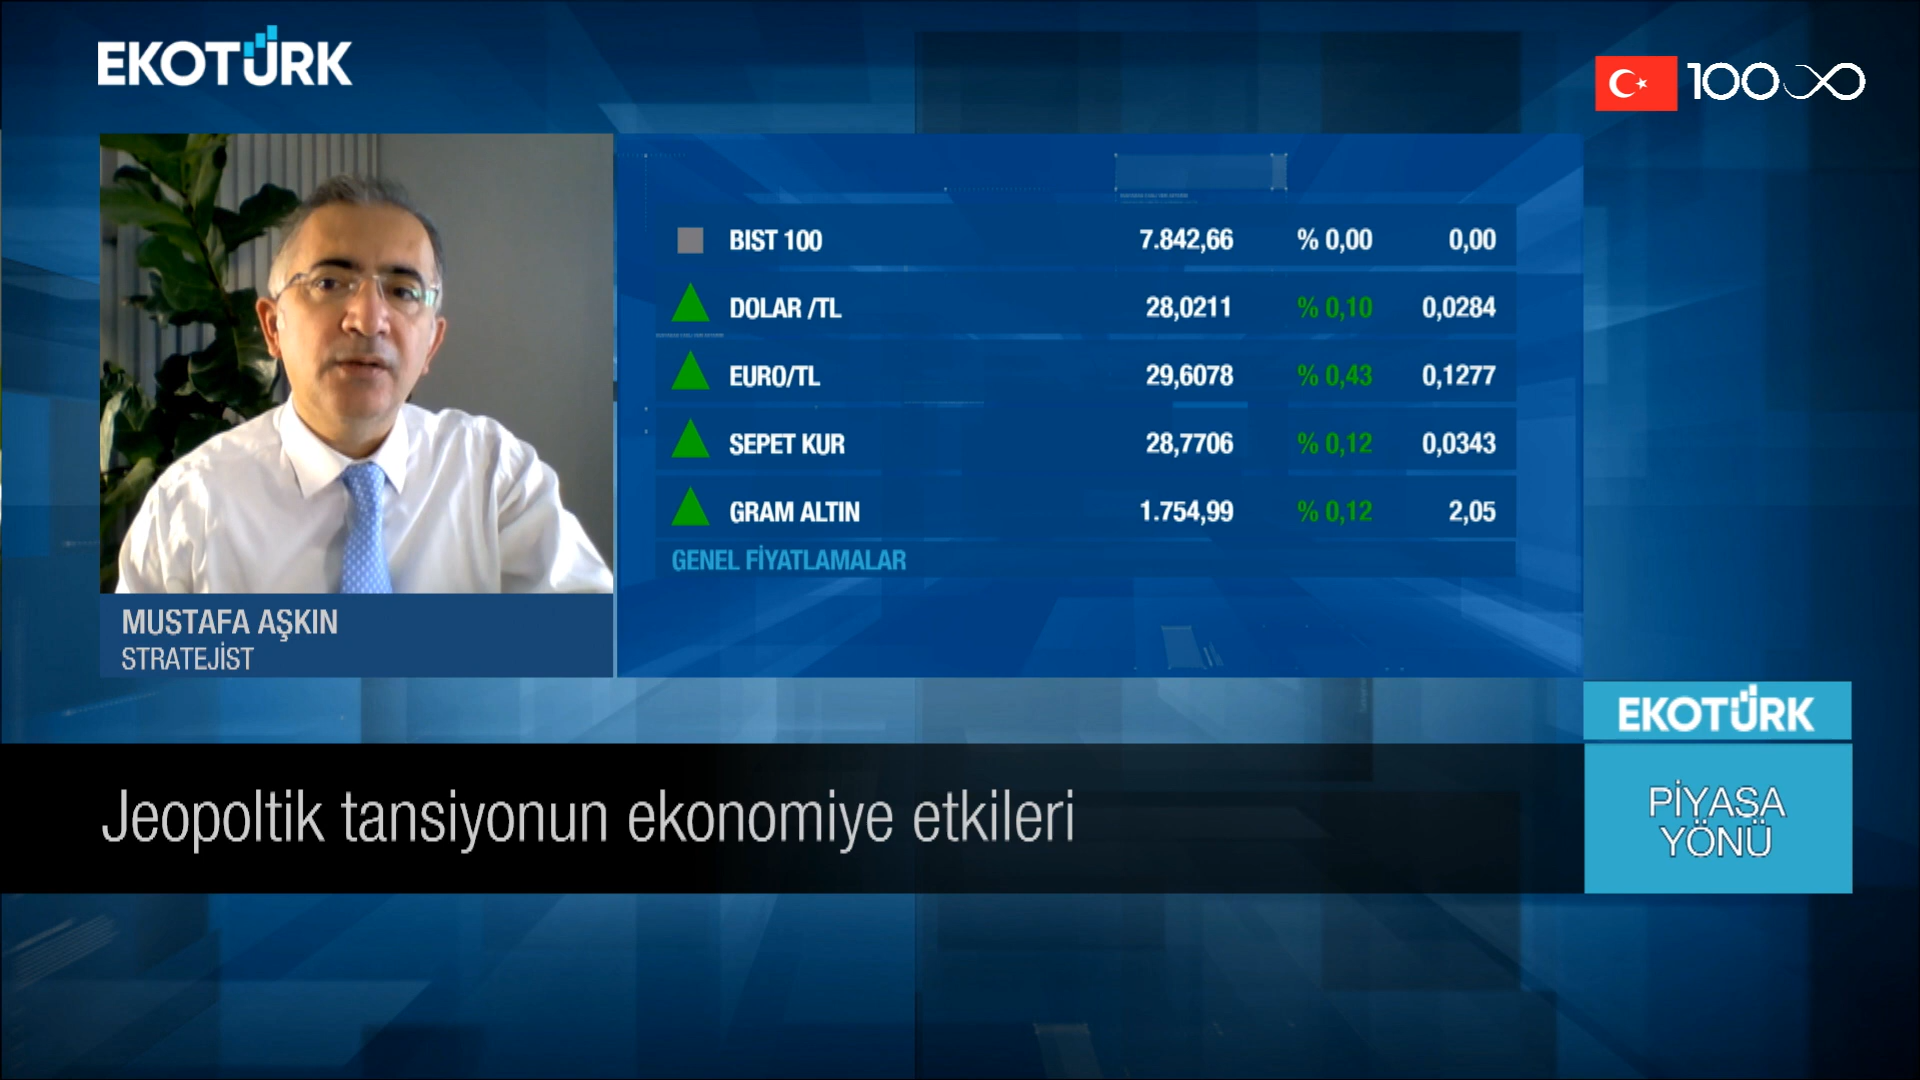 EKOTÜRK
100
BIST 100 7.842,66 % 0,00 0,00
DOLAR /TL 28,0211 % 0,10 0,0284
EURO/TL 29,6078 % 0,43 0,1277
SEPET KUR 28,7706 % 0,12 0,0343
GRAM ALTIN 1.754,99 % 0,12 2,05
GENEL FİYATLAMALAR
MUSTAFA AŞKIN
STRATEJİST
EKOTÜRK
Jeopoltik tansiyonun ekonomiye etkileri
PİYASA
YÖNÜ